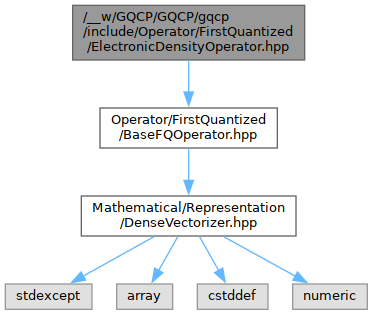 /__w/GQCP/GQCP/gqcp
/include/Operator/FirstQuantized
/ElectronicDensityOperator.hpp
Operator/FirstQuantized
/BaseFQOperator.hpp
Mathematical/Representation
/DenseVectorizer.hpp
stdexcept
array
cstddef
numeric